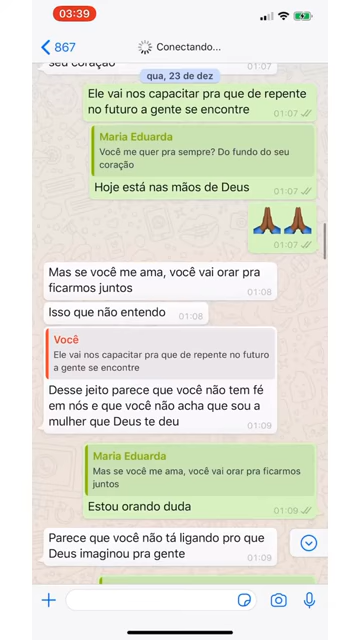 03:39
867
Conectando...
seu coração
01:07
qua, 23 de dez
Ele vai nos capacitar pra que de repente
no futuro a gente se encontre
01:07
Maria Eduarda
Você me quer pra sempre? Do fundo do seu
coração
Hoje está nas mãos de Deus
01:07
🙏🏾🙏🏾
01:07
Mas se você me ama, você vai orar pra
ficarmos juntos
01:08
Isso que não entendo
01:08
Você
Ele vai nos capacitar pra que de repente no futuro
a gente se encontre
Desse jeito parece que você não tem fé
em nós e que você não acha que sou a
mulher que Deus te deu
01:09
Maria Eduarda
Mas se você me ama, você vai orar pra ficarmos
juntos
Estou orando duda
01:09
Parece que você não tá ligando pro que
Deus imaginou pra gente
01:09